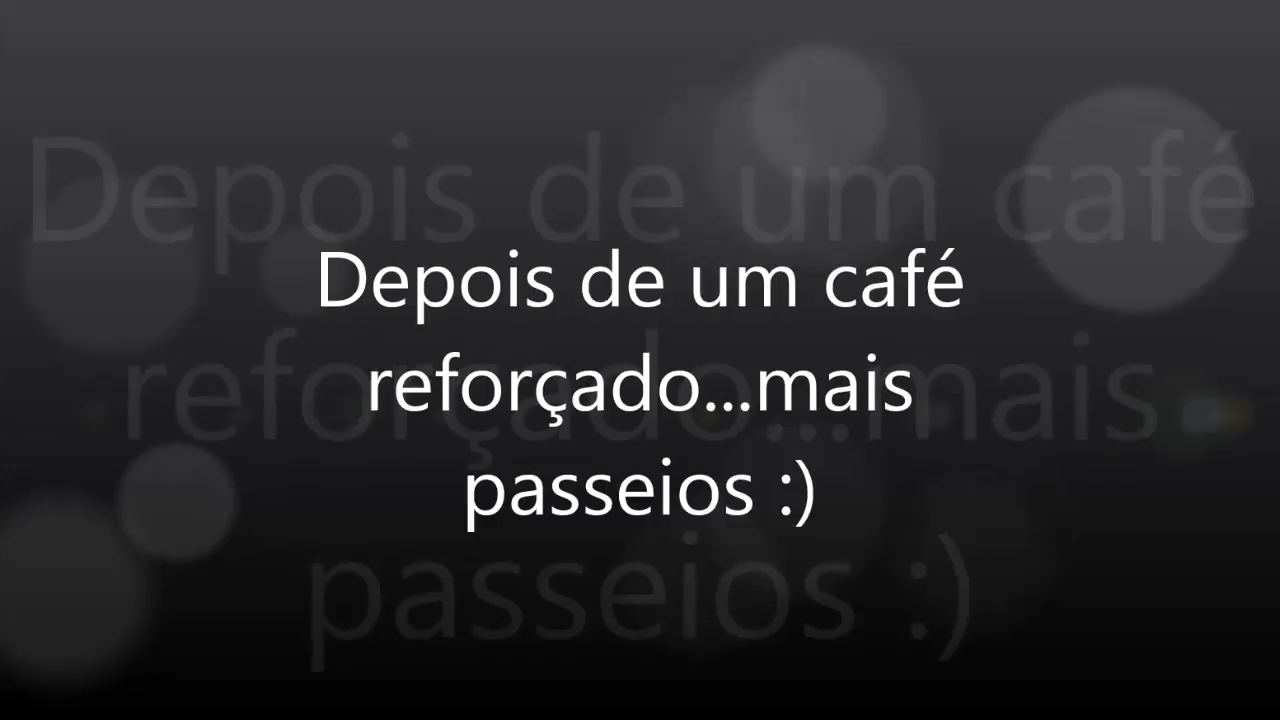 Depois de um café
reforçado...mais
passeios :)